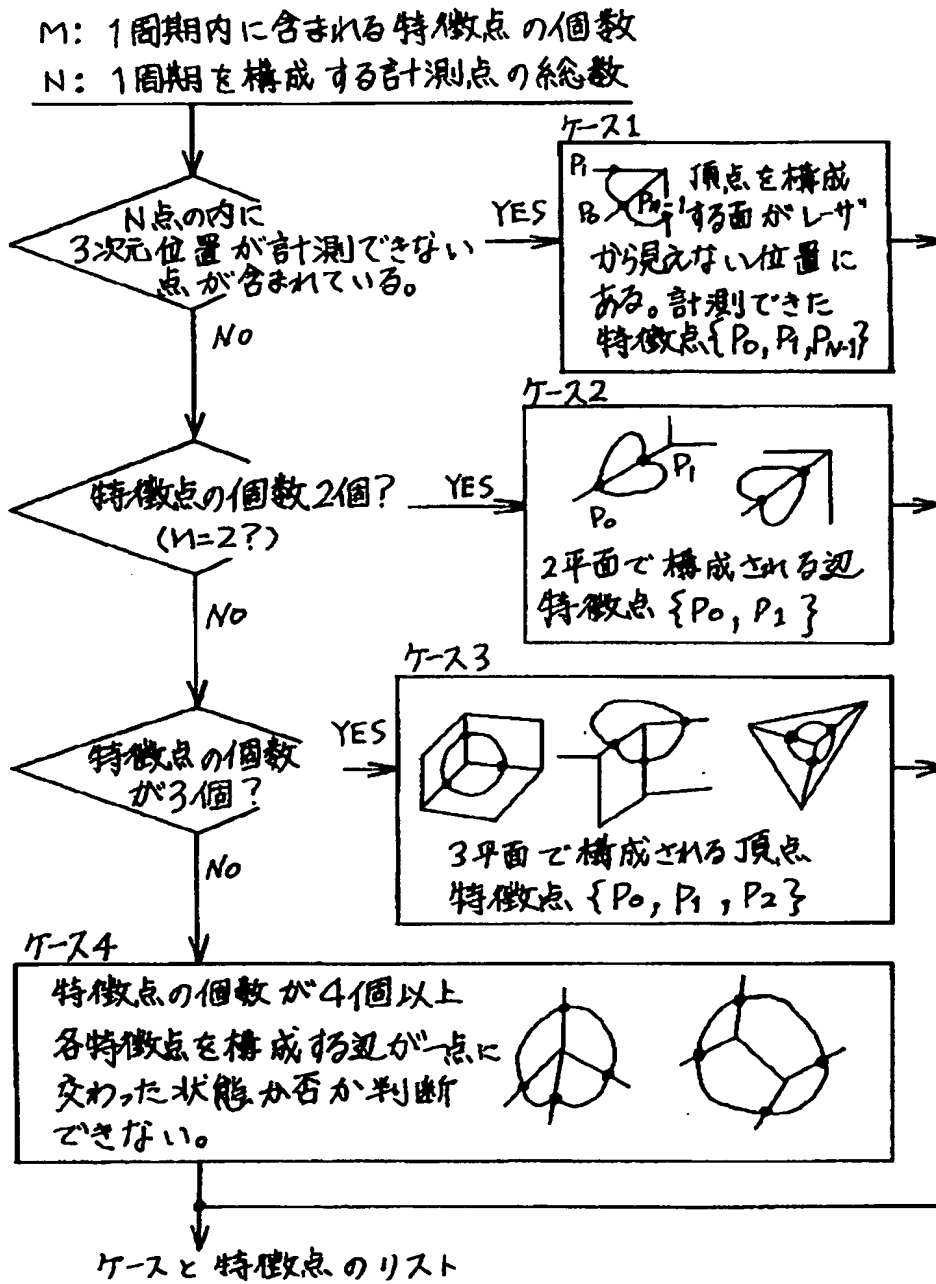 M: 1周期内に含まれる特徴点の個数
N: 1周期を構成する計測点の総数
N点の内に
3次元位置が計測できない
点が含まれている。
YES
NO
ケース1
P1
P0
PN-1
頂点を構成
する面がレーザ
から見えない位置に
ある。計測できた
特徴点{P0, P1, PN-1}
特徴点の個数2個?
(M=2?)
YES
NO
ケース2
P1
P0
2平面で構成される辺
特徴点 {P0, P1}
特徴点の個数
が3個?
YES
NO
ケース3
3平面で構成される頂点
特徴点 {P0, P1, P2}
ケース4
特徴点の個数が4個以上
各特徴点を構成する辺が一点に
交わった状態か否か判断
できない。
ケースと特徴点のリスト